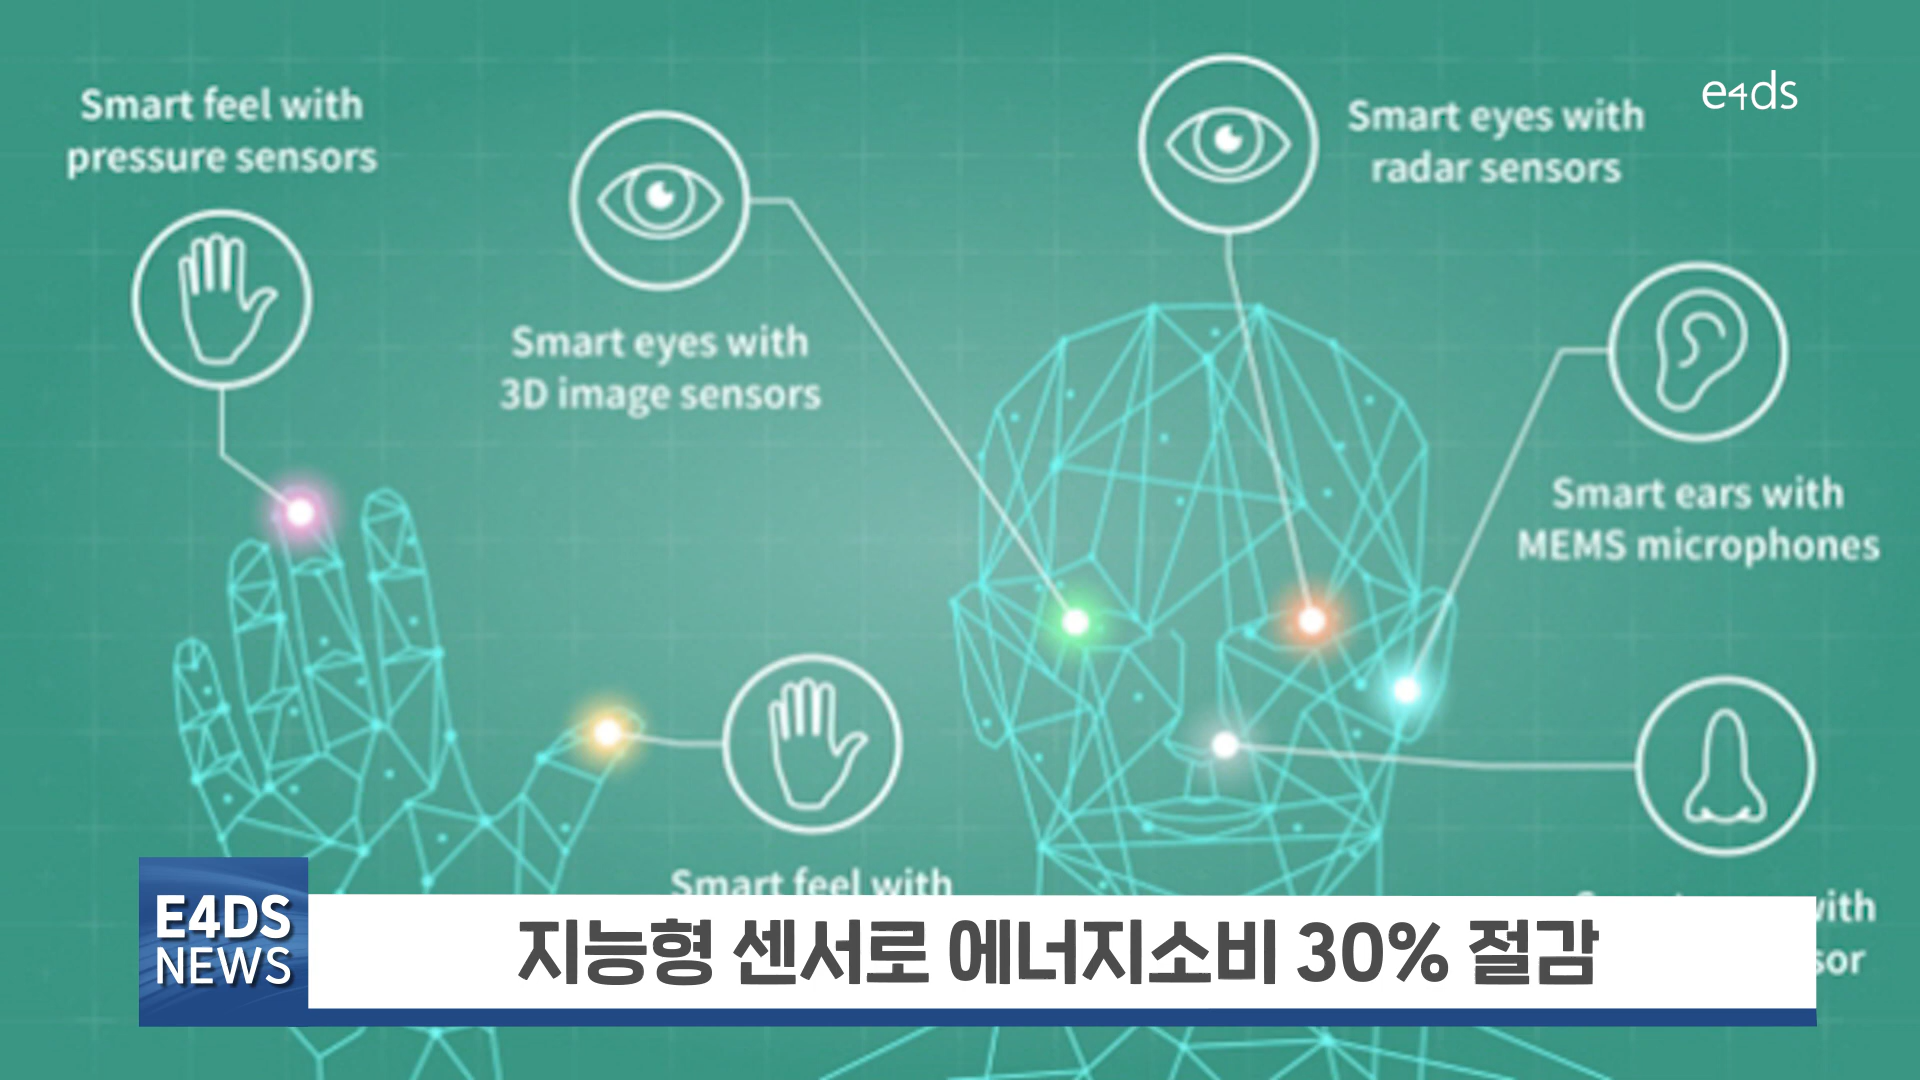 e4ds
Smart feel with
pressure sensors
Smart eyes with
3D image sensors
Smart eyes with
radar sensors
Smart ears with
MEMS microphones
Smart feel with
with
sor
E4DS
NEWS
지능형 센서로 에너지소비 30% 절감